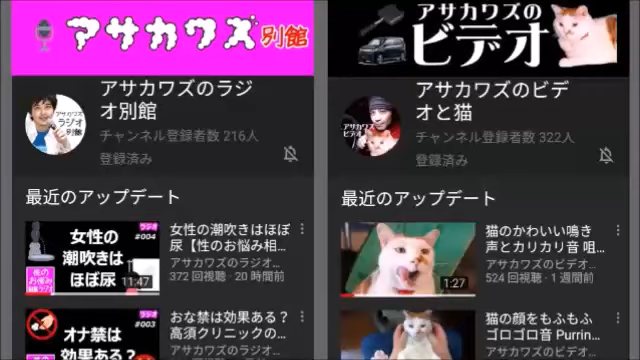 アサカワズ別館
アサカワズのラジ
オ別館
チャンネル登録者数 216人
登録済み
最近のアップデート
ラジオ
#004
女性の
潮吹きは
ほぼ尿
11:47
女性の潮吹きはほぼ
尿【性のお悩み相...
アサカワズのラジオ...
372 回視聴・20 時間前
ラジオ
#003
オナ禁は
効果ある?
おな禁は効果ある？
高須クリニックの...
アサカワズのラジオ...
アサカワズの
ビデオ
アサカワズのビデ
オと猫
チャンネル登録者数 322人
登録済み
最近のアップデート
1:27
猫のかわいい鳴き
声とカリカリ音 咀...
アサカワズのビデオ...
524 回視聴・1 週間前
猫の顔をもふもふ
ゴロゴロ音 Purrin...
アサカワズのビデオ...